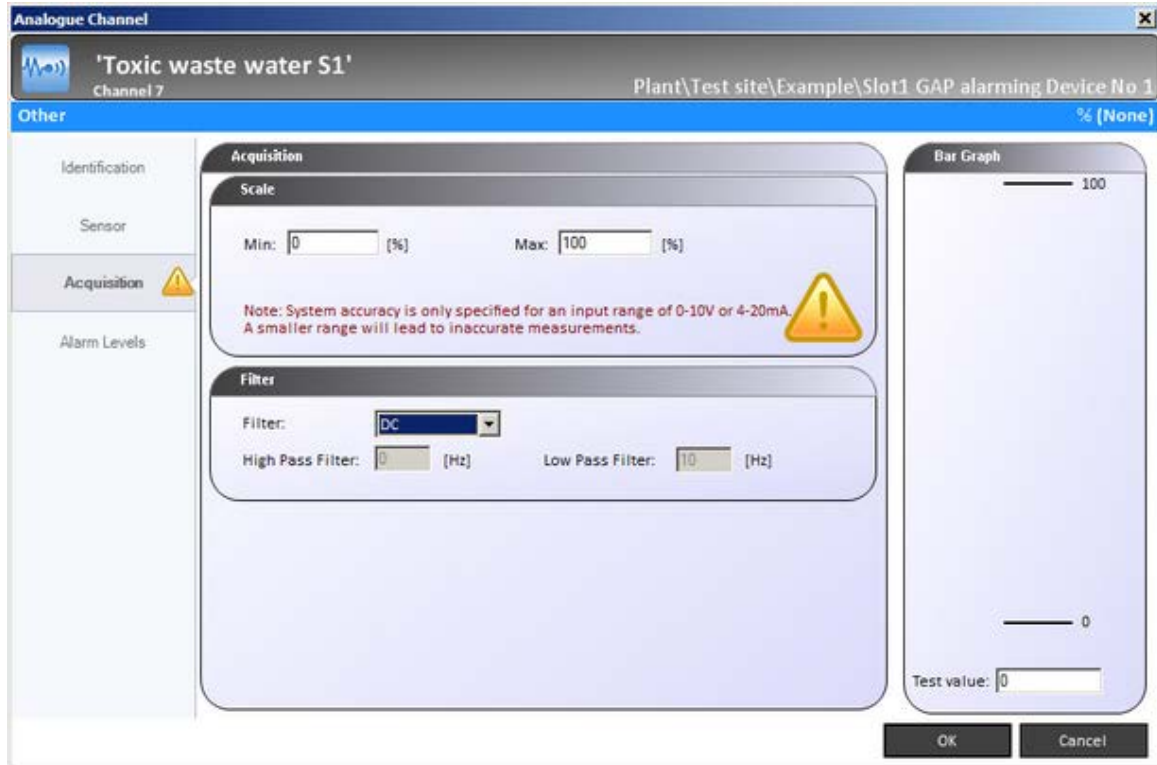 Analogue Channel
'Toxic waste water S1'
Channel 7
Plant\Test site\Example\Slot1 GAP alarming Device No 1
Other
% (None)
Identification
Sensor
Acquisition
Alarm Levels
Acquisition
Scale
Min: 0 [%] Max: 100 [%]
Note: System accuracy is only specified for an input range of 0-10V or 4-20mA.
A smaller range will lead to inaccurate measurements.
Filter
Filter: DC
High Pass Filter: 0 [Hz] Low Pass Filter: 10 [Hz]
Bar Graph
100
0
Test value: 0
OK
Cancel